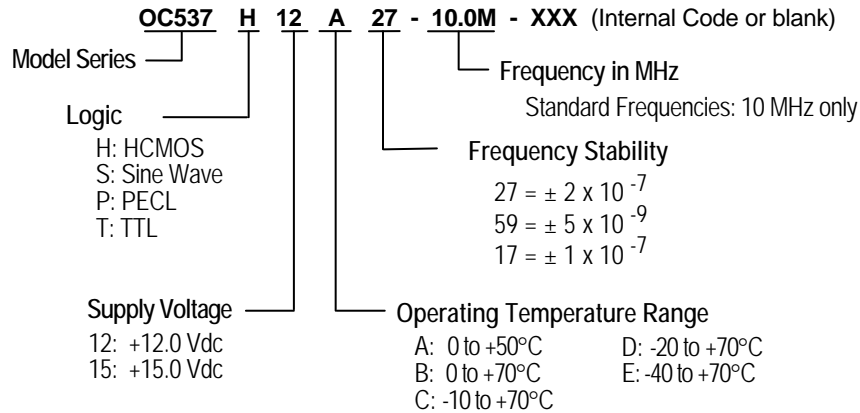 OC537 H 12 A 27 - 10.0M - XXX (Internal Code or blank)
Model Series
Frequency in MHz
Standard Frequencies: 10 MHz only
Logic
H: HCMOS
S: Sine Wave
P: PECL
T: TTL
Frequency Stability
27 = ± 2 x 10 -7
59 = ± 5 x 10 -9
17 = ± 1 x 10 -7
Supply Voltage
12: +12.0 Vdc
15: +15.0 Vdc
Operating Temperature Range
A: 0 to +50°C D: -20 to +70°C
B: 0 to +70°C E: -40 to +70°C
C: -10 to +70°C